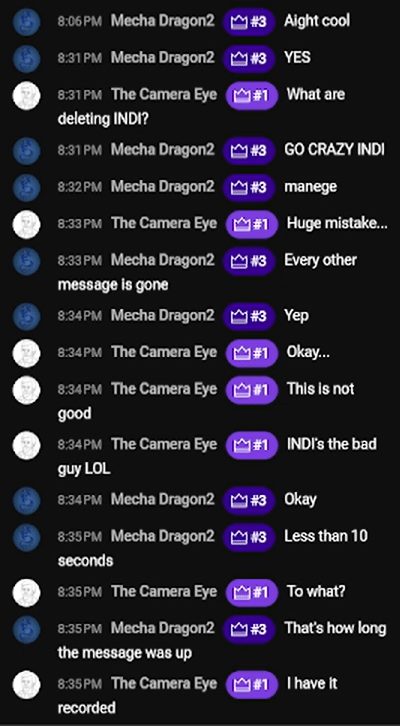 8:06 PM Mecha Dragon2 #3 Aight cool
8:31 PM Mecha Dragon2 #3 YES
8:31 PM The Camera Eye #1 What are
deleting INDI?
8:31 PM Mecha Dragon2 #3 GO CRAZY INDI
8:32 PM Mecha Dragon2 #3 manege
8:33 PM The Camera Eye #1 Huge mistake...
8:33 PM Mecha Dragon2 #3 Every other
message is gone
8:34 PM Mecha Dragon2 #3 Yep
8:34 PM The Camera Eye #1 Okay...
8:34 PM The Camera Eye #1 This is not
good
8:34 PM The Camera Eye #1 INDI's the bad
guy LOL
8:34 PM Mecha Dragon2 #3 Okay
8:35 PM Mecha Dragon2 #3 Less than 10
seconds
8:35 PM The Camera Eye #1 To what?
8:35 PM Mecha Dragon2 #3 That's how long
the message was up
8:35 PM The Camera Eye #1 I have it
recorded